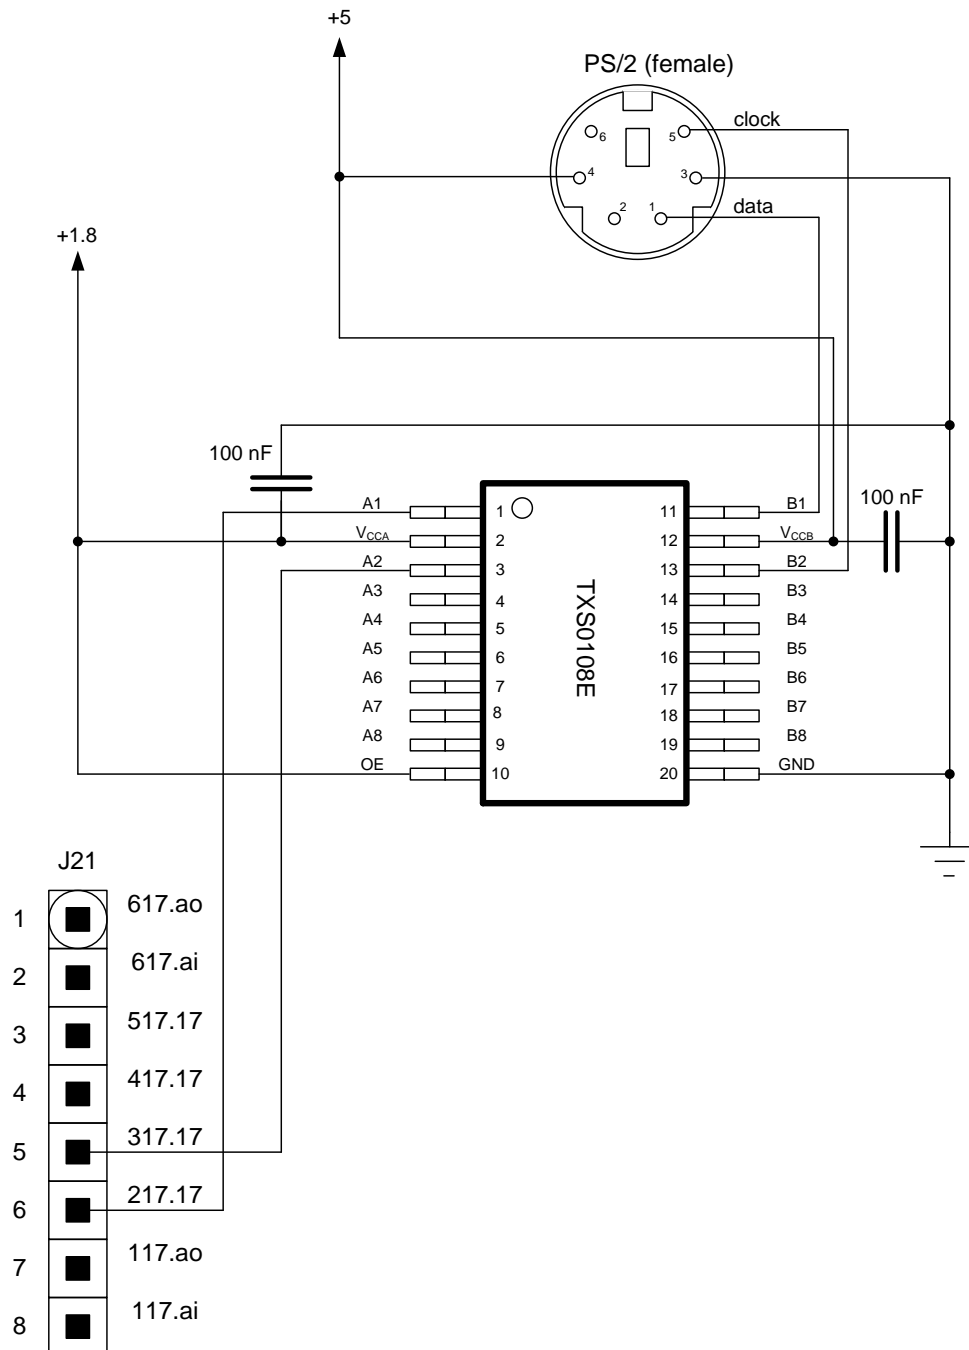 +5
PS/2 (female)
clock
6
5
4
3
2
1
data
+1.8
100 nF
100 nF
A1
1
11
B1
VCCA
2
12
VCCB
A2
3
13
B2
A3
4
14
B3
A4
5
15
B4
A5
6
16
B5
A6
7
17
B6
A7
8
18
B7
A8
9
19
B8
OE
10
20
GND
TXS0108E
J21
1
617.ao
2
617.ai
3
517.17
4
417.17
5
317.17
6
217.17
7
117.ao
8
117.ai